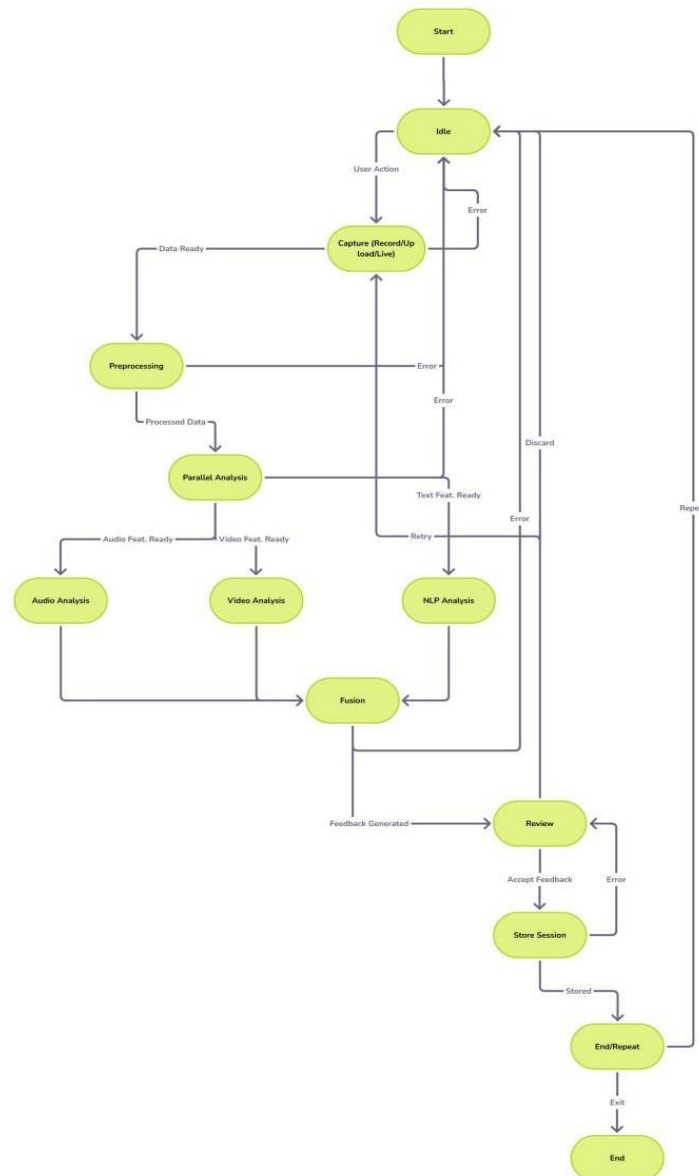 Start
Idle
User Action
Error
Capture (Record/Up
load/Live)
Data Ready
Preprocessing
Error
Error
Processed Data
Discard
Parallel Analysis
Text Feat. Ready
Repe
Error
Audio Feat. Ready
Video Feat. Ready
Retry
Audio Analysis
Video Analysis
NLP Analysis
Fusion
Feedback Generated
Review
Accept Feedback
Error
Store Session
Stored
End/Repeat
Exit
End